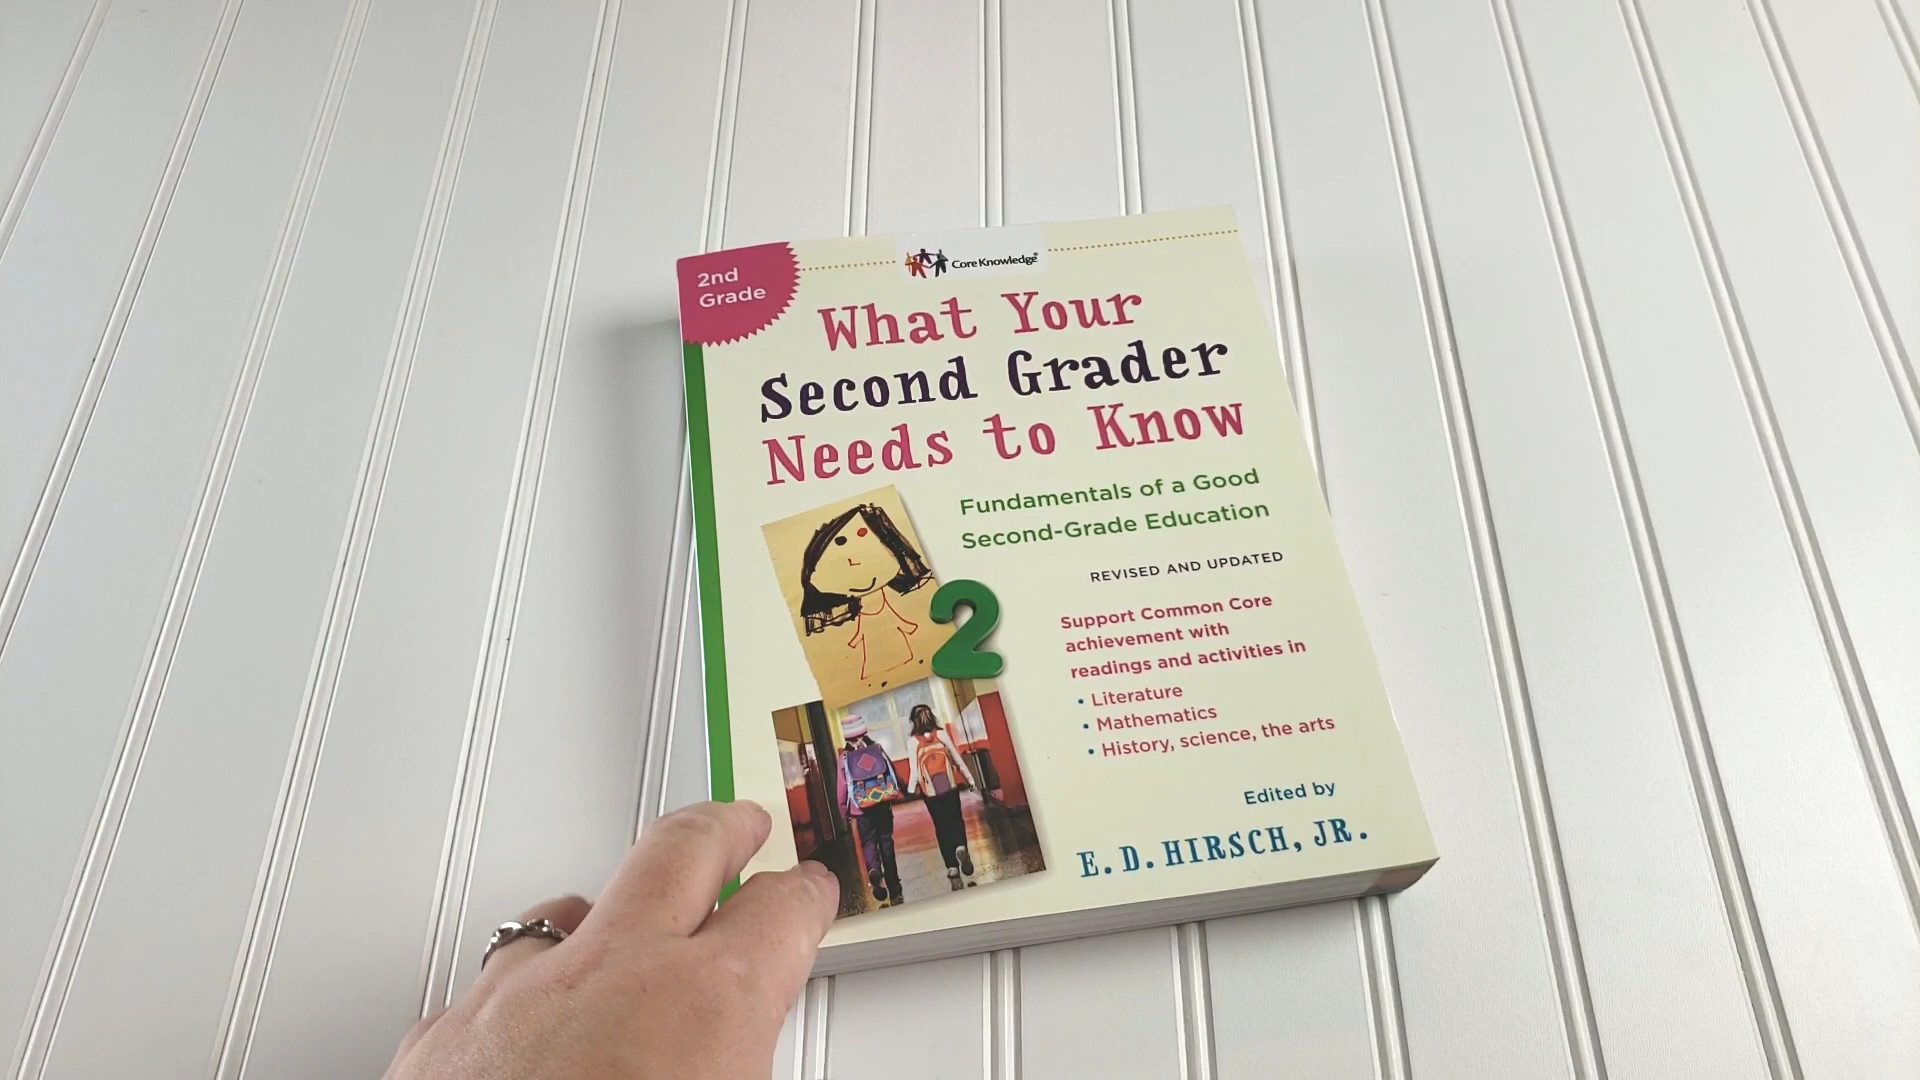 2nd
Grade
CoreKnowledge®
What Your
Second Grader
Needs to Know
Fundamentals of a Good
Second-Grade Education
REVISED AND UPDATED
Support Common Core
achievement with
readings and activities in
• Literature
• Mathematics
• History, science, the arts
2
Edited by
E. D. HIRSCH, JR.